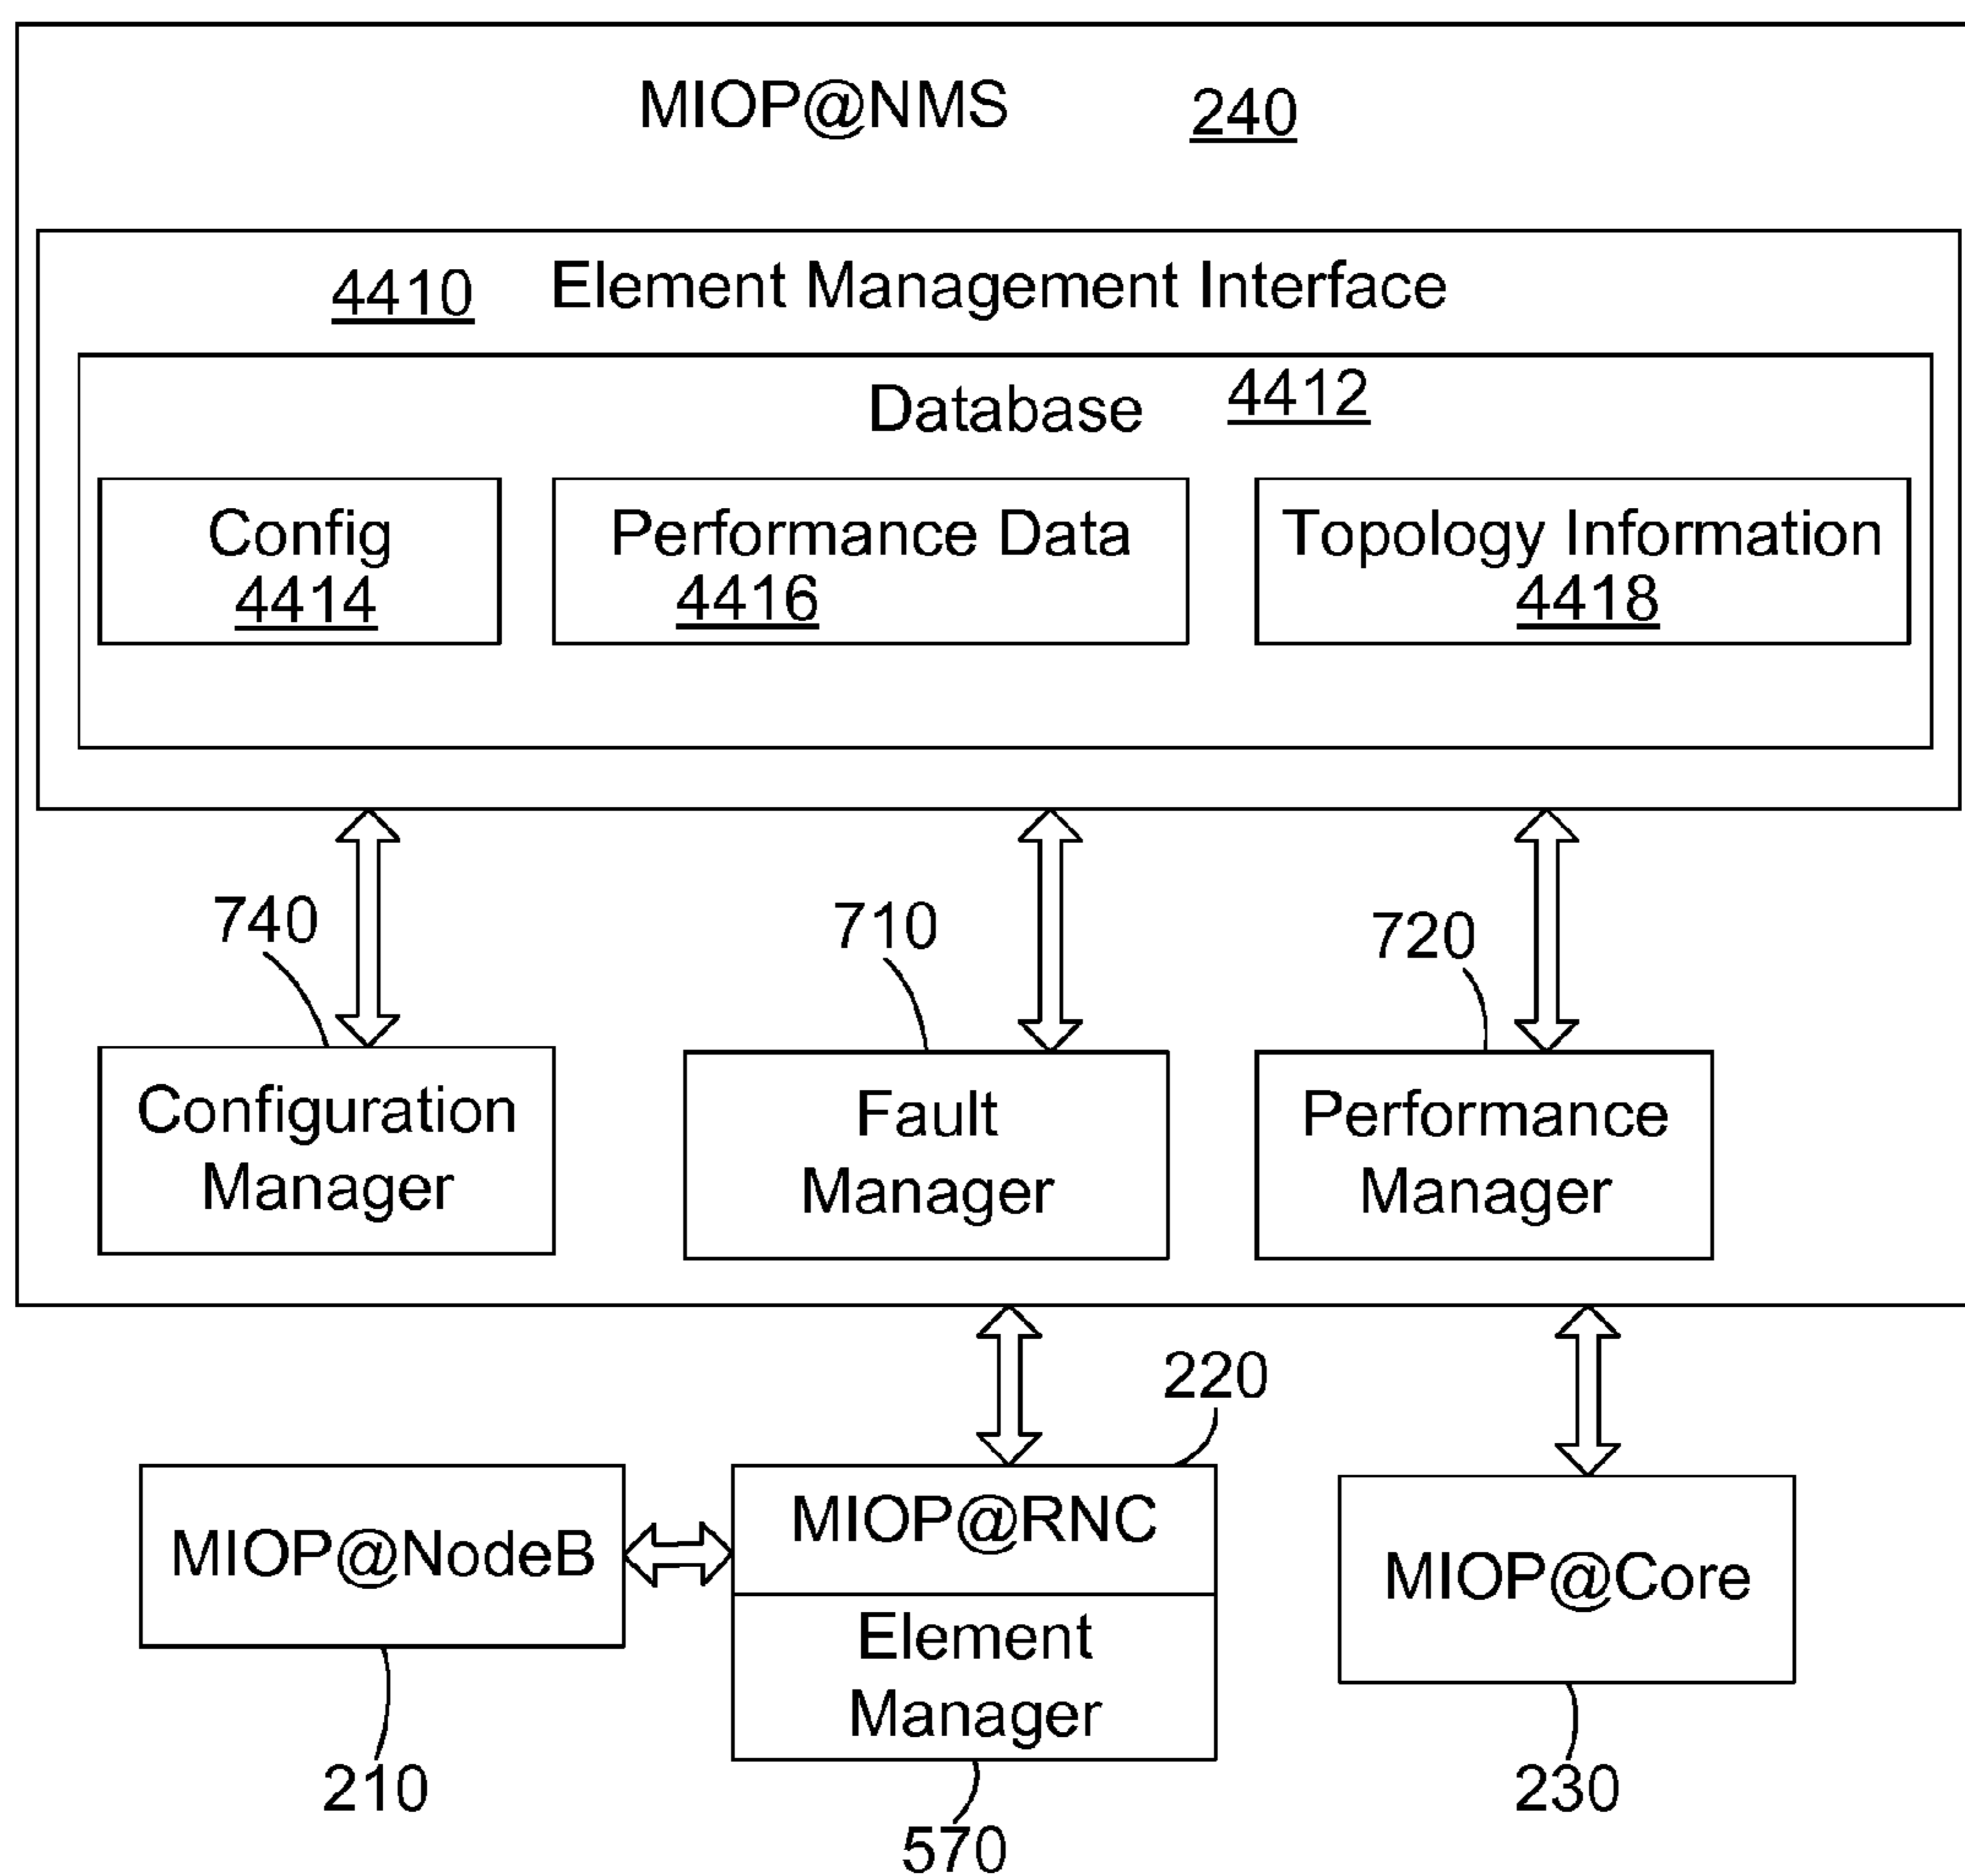 MIOP@NMS 240
4410 Element Management Interface
Database 4412
Config
4414
Performance Data
4416
Topology Information
4418
740
710
720
Configuration
Manager
Fault
Manager
Performance
Manager
220
MIOP@NodeB
MIOP@RNC
Element
Manager
MIOP@Core
210
570
230